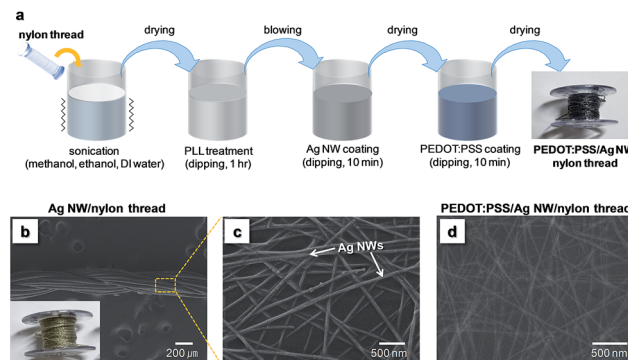 a
nylon thread
drying
blowing
drying
drying
sonication
(methanol, ethanol, DI water)
PLL treatment
(dipping, 1 hr)
Ag NW coating
(dipping, 10 min)
PEDOT:PSS coating
(dipping, 10 min)
PEDOT:PSS/Ag NW
nylon thread
Ag NW/nylon thread
PEDOT:PSS/Ag NW/nylon thread
b
200 μm
c
Ag NWs
500 nm
d
500nm